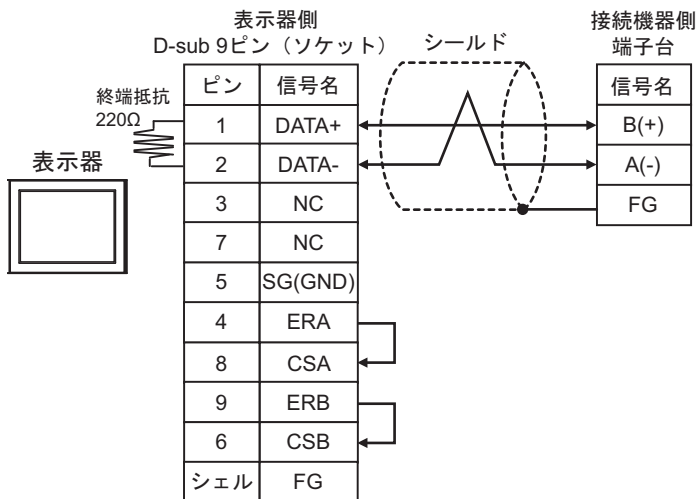 表示器側
D-sub 9ピン（ソケット）
シールド
接続機器側
端子台
終端抵抗
220Ω
表示器
ピン 信号名
1 DATA+
2 DATA-
3 NC
7 NC
5 SG(GND)
4 ERA
8 CSA
9 ERB
6 CSB
シェル FG
信号名
B(+)
A(-)
FG